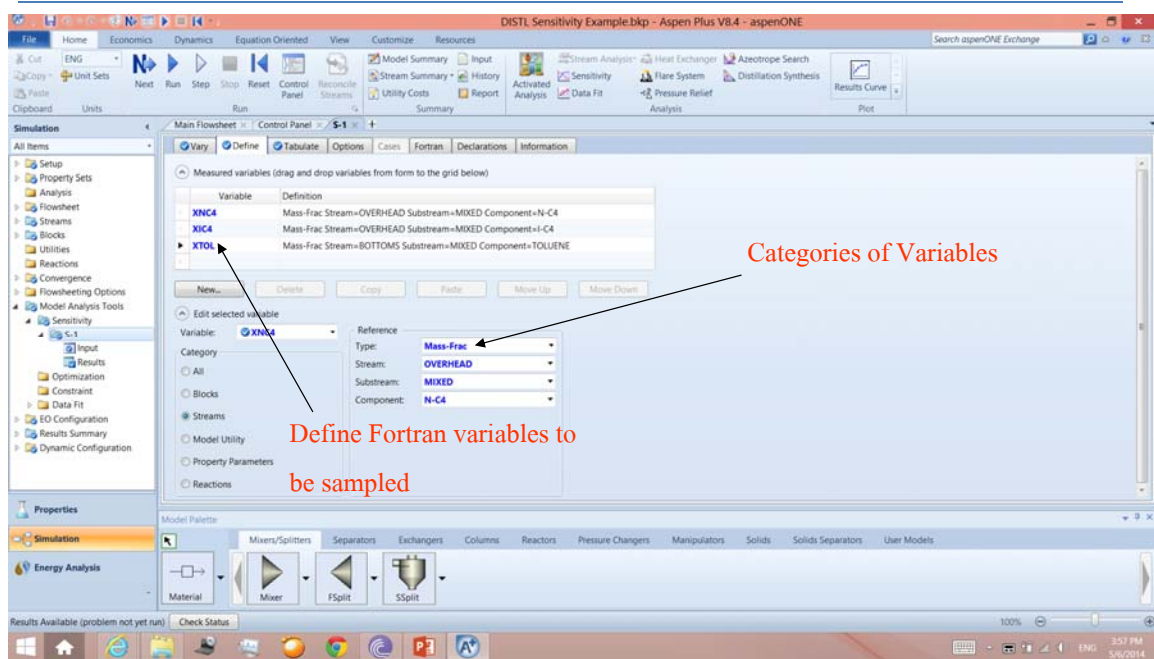 DISTL Sensitivity Example.bkp - Aspen Plus V8.4 - aspenONE
File Home Economics Dynamics Equation Oriented View Customize Resources Search aspenONE Exchange
Cut ENG Model Summary Input Stream Analysis Heat Exchanger Azeotrope Search
Copy Unit Sets Next Run Step Stop Reset Control Panel Reconcile Streams Stream Summary History Activated Analysis Sensitivity Flare System Distillation Synthesis Results Curve
Paste Utility Costs Report Data Fit Pressure Relief
Clipboard Units Run Summary Analysis Plot
Simulation Main Flowsheet Control Panel S-1 +
All Items Vary Define Tabulate Options Cases Fortran Declarations Information
Setup
Property Sets
Analysis
Flowsheet
Streams
Blocks
Utilities
Reactions
Convergence
Flowsheeting Options
Model Analysis Tools
Sensitivity
S-1
Input
Results
Optimization
Constraint
Data Fit
EO Configuration
Results Summary
Dynamic Configuration
Properties
Simulation
Energy Analysis
Measured variables (drag and drop variables from form to the grid below)
Variable Definition
XNC4 Mass-Frac Stream=OVERHEAD Substream=MIXED Component=N-C4
XIC4 Mass-Frac Stream=OVERHEAD Substream=MIXED Component=I-C4
XTOL Mass-Frac Stream=BOTTOMS Substream=MIXED Component=TOLUENE
Categories of Variables
New... Delete Copy Paste Move Up Move Down
Edit selected variable
Variable: XNC4
Category
All
Blocks
Streams
Model Utility
Property Parameters
Reactions
Reference
Type: Mass-Frac
Stream: OVERHEAD
Substream: MIXED
Component: N-C4
Define Fortran variables to
be sampled
Model Palette
Mixers/Splitters Separators Exchangers Columns Reactors Pressure Changers Manipulators Solids Solids Separators User Models
Material Mixer FSplit SSplit
Results Available (problem not yet run) Check Status 100%
ENG 3:57 PM
5/6/2014